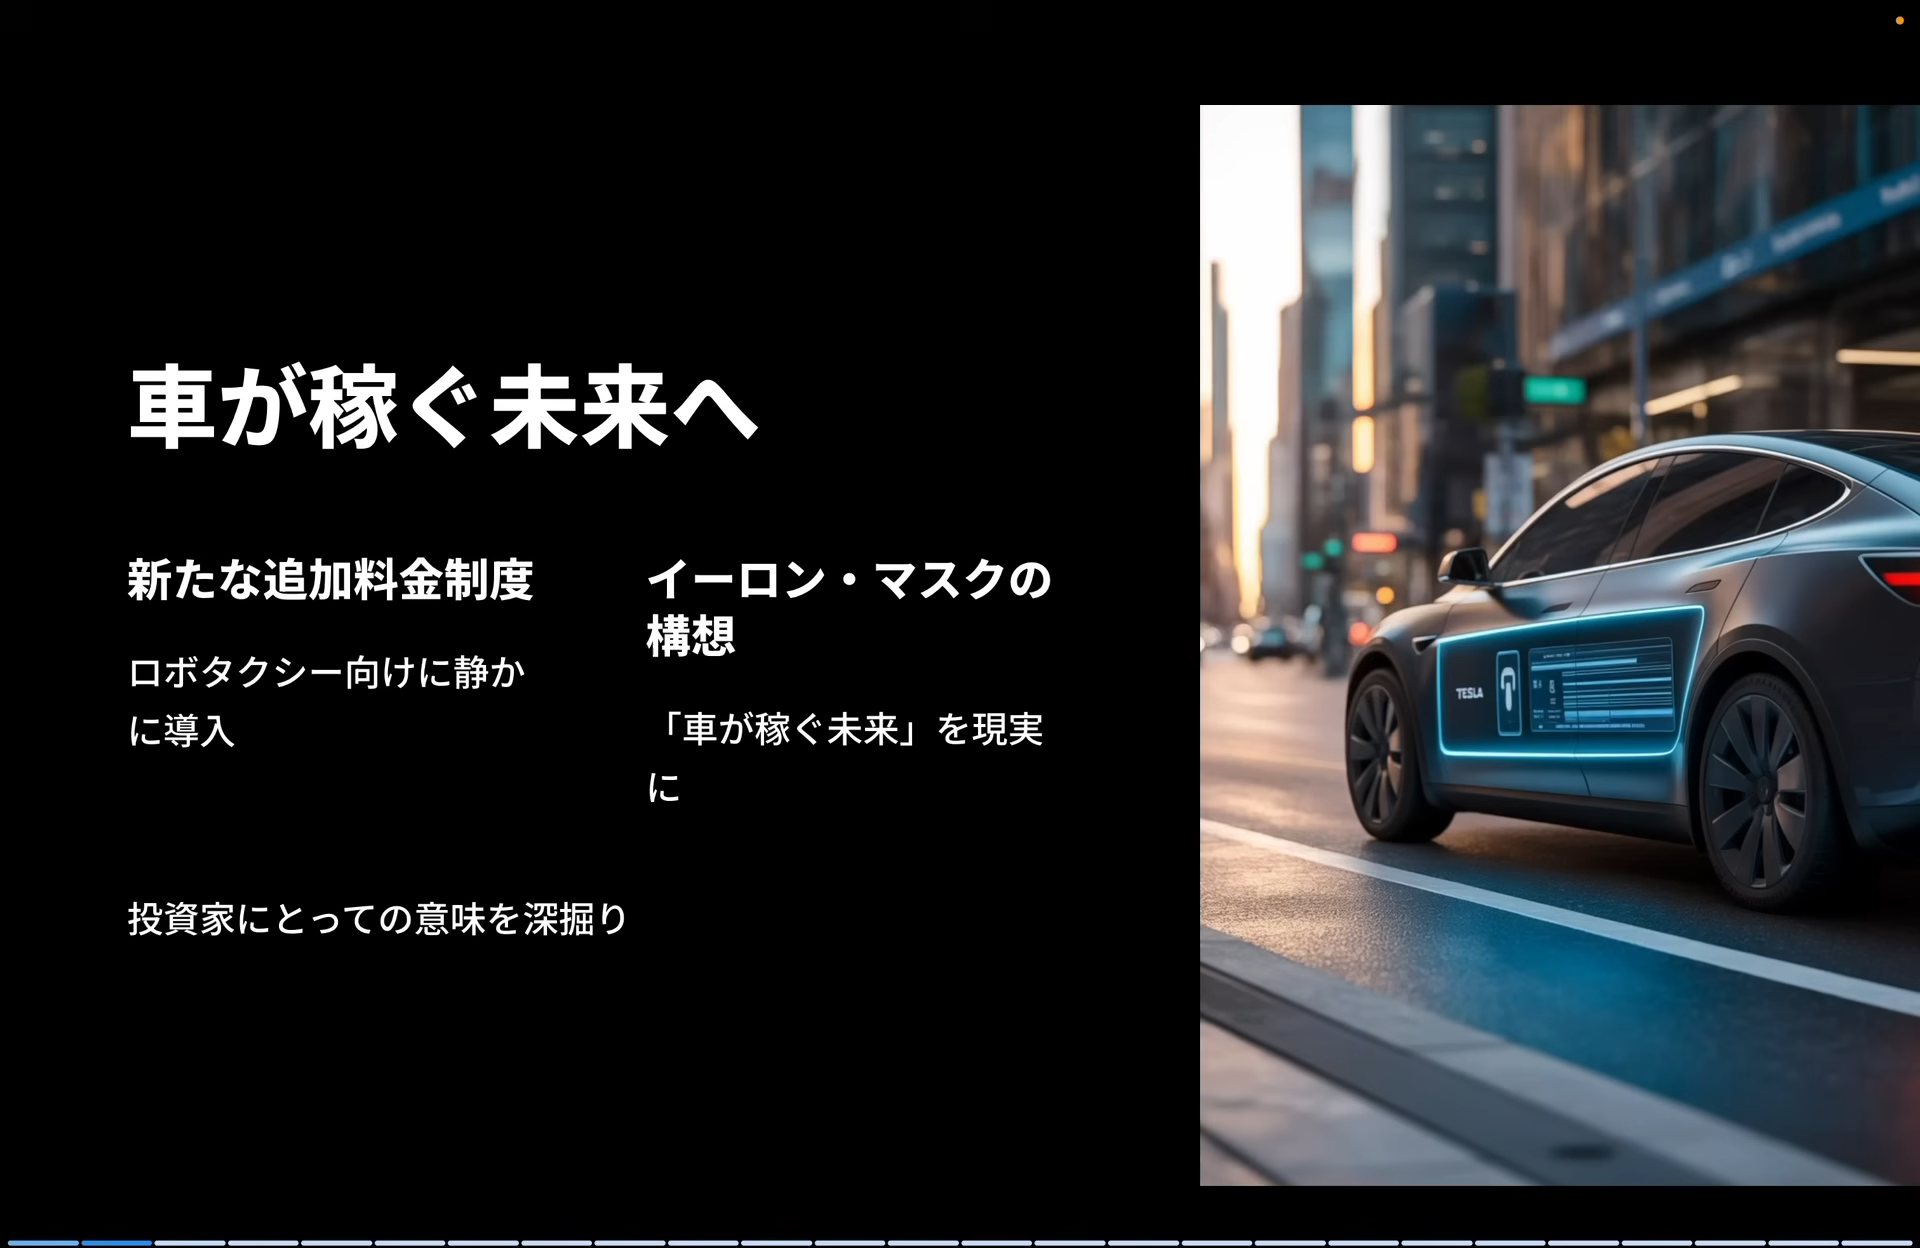 車が稼ぐ未来へ
新たな追加料金制度
ロボタクシー向けに静か
に導入
イーロン・マスクの
構想
「車が稼ぐ未来」を現実
に
投資家にとっての意味を深掘り
TESLA